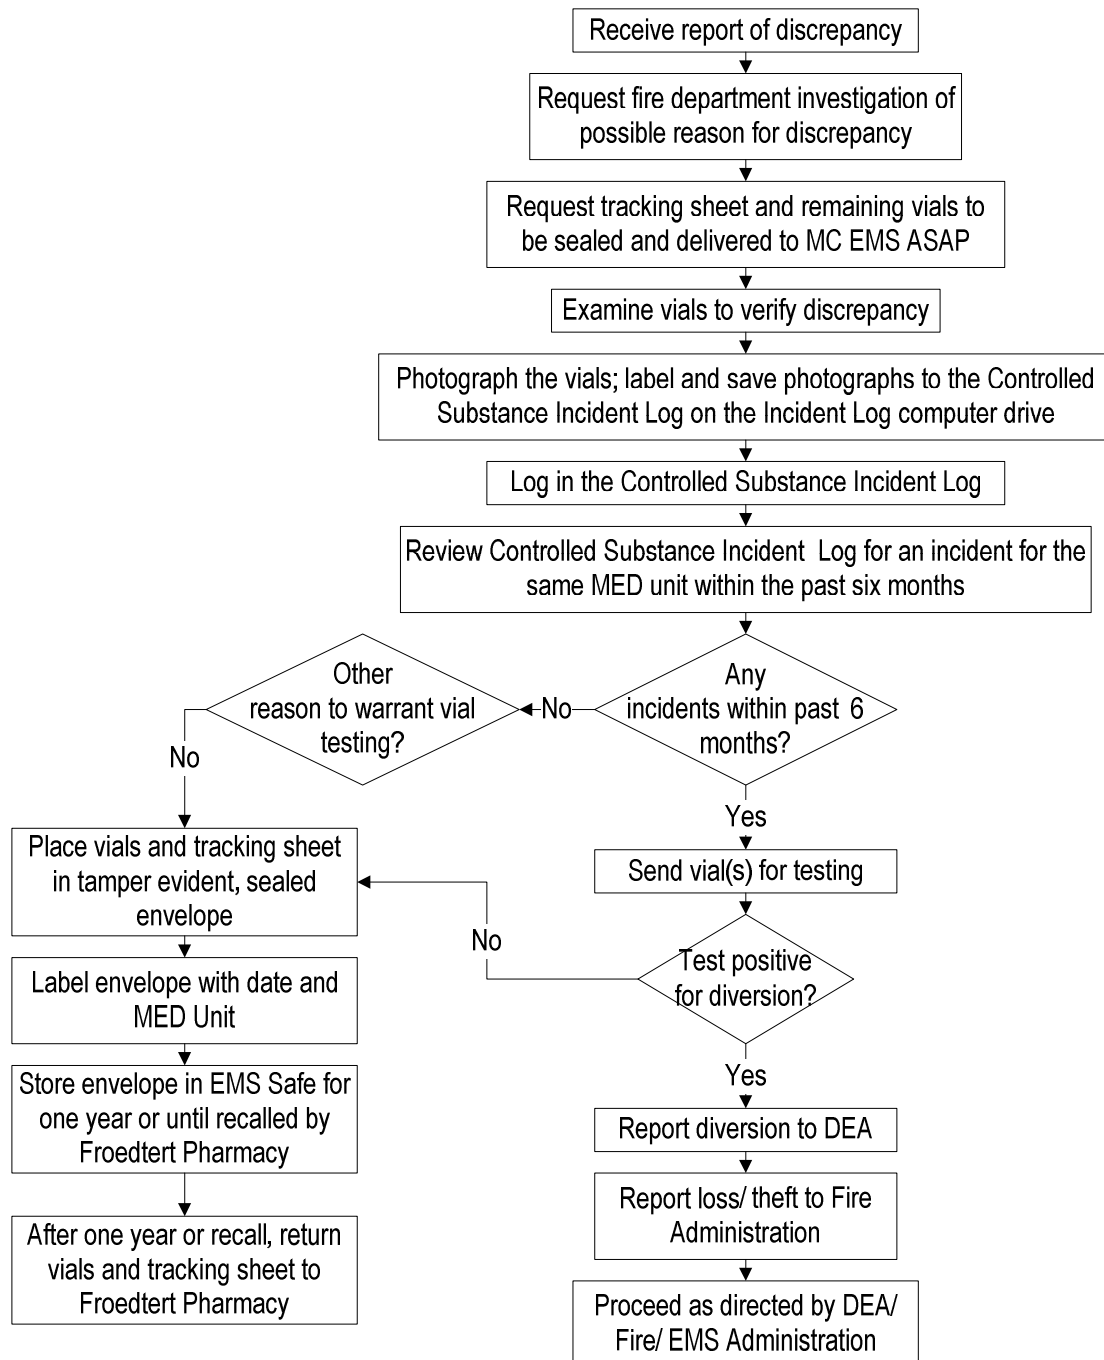 Receive report of discrepancy
Request fire department investigation of
possible reason for discrepancy
Request tracking sheet and remaining vials to
be sealed and delivered to MC EMS ASAP
Examine vials to verify discrepancy
Photograph the vials; label and save photographs to the Controlled
Substance Incident Log on the Incident Log computer drive
Log in the Controlled Substance Incident Log
Review Controlled Substance Incident Log for an incident for the
same MED unit within the past six months
Any
incidents within past 6
months?
No
Other
reason to warrant vial
testing?
No
Yes
Send vial(s) for testing
Test positive
for diversion?
No
Yes
Report diversion to DEA
Report loss/ theft to Fire
Administration
Proceed as directed by DEA/
Fire/ EMS Administration
Place vials and tracking sheet
in tamper evident, sealed
envelope
Label envelope with date and
MED Unit
Store envelope in EMS Safe for
one year or until recalled by
Froedtert Pharmacy
After one year or recall, return
vials and tracking sheet to
Froedtert Pharmacy